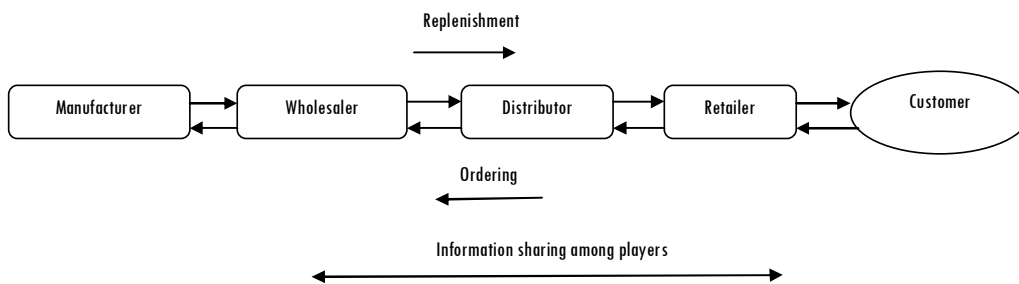 Replenishment
Manufacturer
Wholesaler
Distributor
Retailer
Customer
Ordering
Information sharing among players